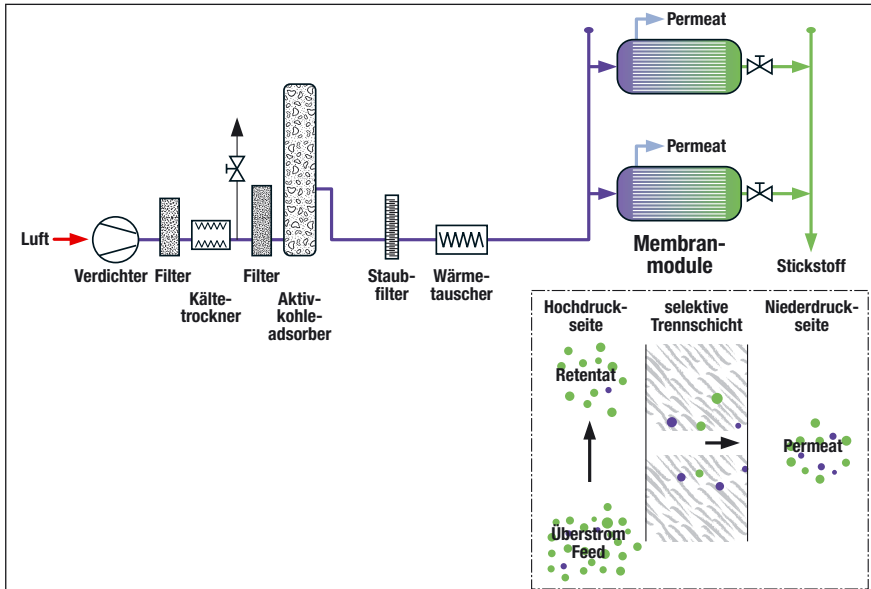 Permeat
Permeat
Luft
Verdichter
Filter
Kälte-
trockner
Filter
Aktiv-
kohle-
adsorber
Staub-
filter
Wärme-
tauscher
Membran-
module
Stickstoff
Hochdruck-
seite
selektive
Trennschicht
Niederdruck-
seite
Retentat
Permeat
Überstrom
Feed